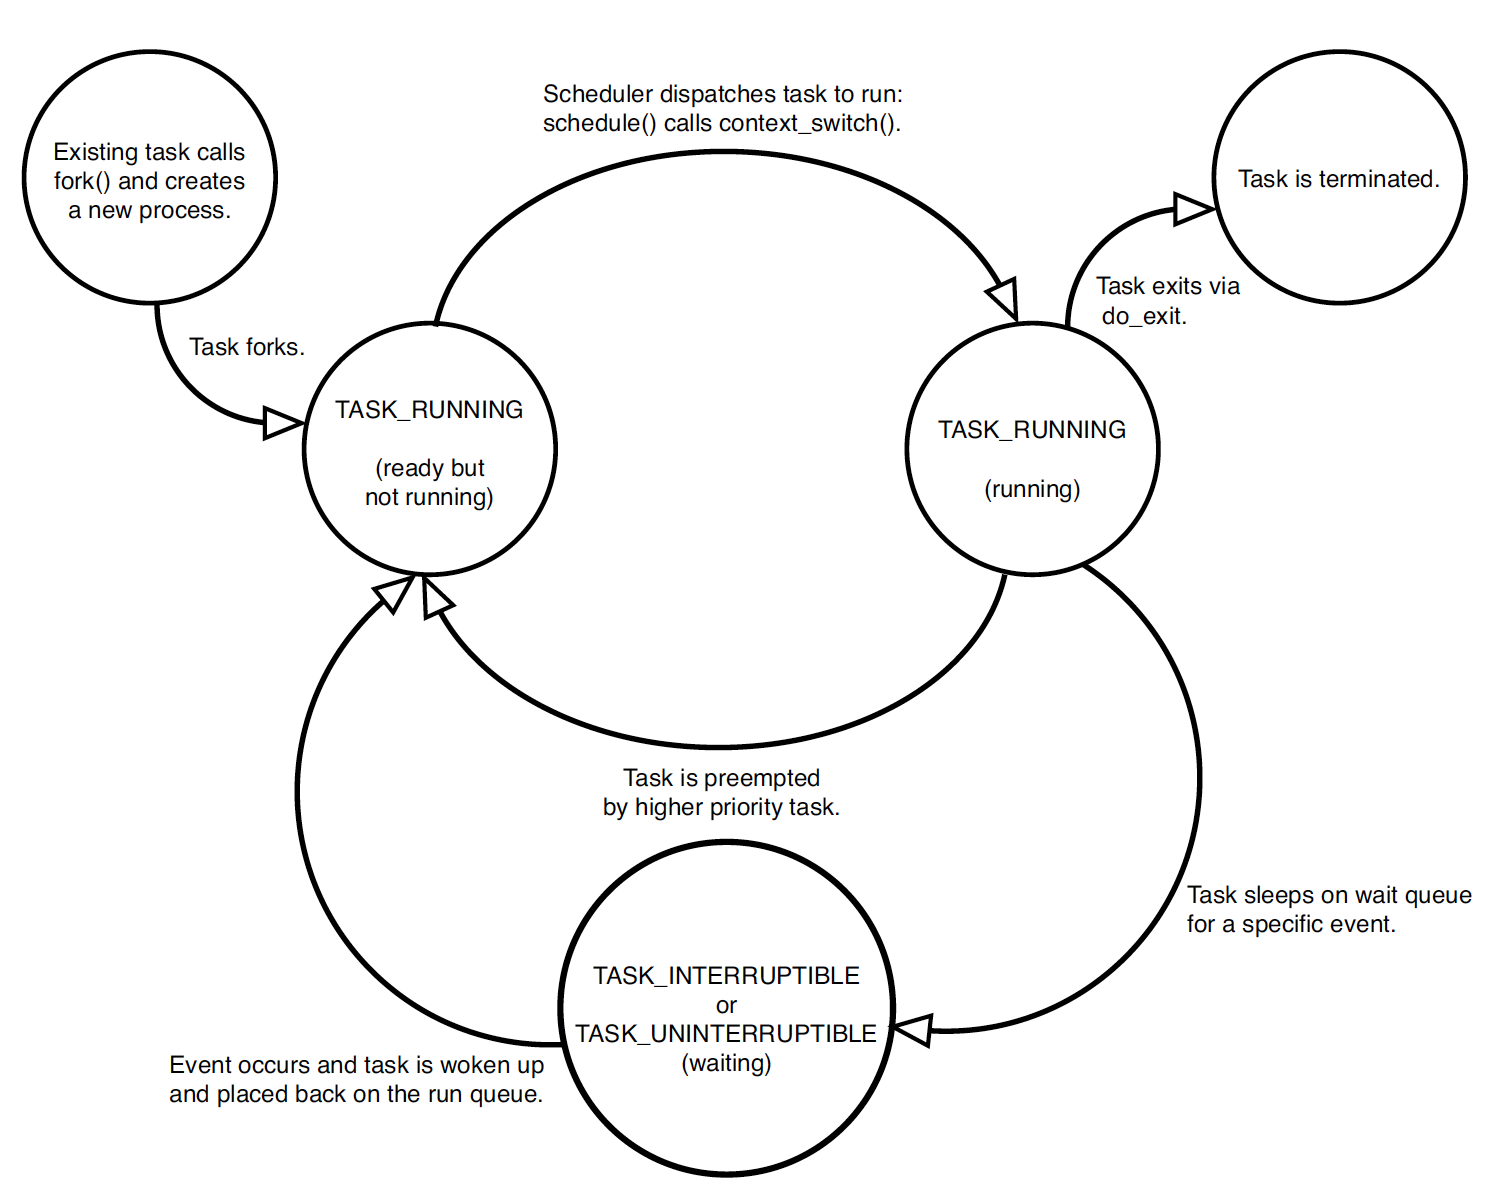 Existing task calls
fork() and creates
a new process.
Scheduler dispatches task to run:
schedule() calls context_switch().
Task is terminated.
Task forks.
Task exits via
do_exit.
TASK_RUNNING
(ready but
not running)
TASK_RUNNING
(running)
Task is preempted
by higher priority task.
Task sleeps on wait queue
for a specific event.
TASK_INTERRUPTIBLE
or
TASK_UNINTERRUPTIBLE
(waiting)
Event occurs and task is woken up
and placed back on the run queue.